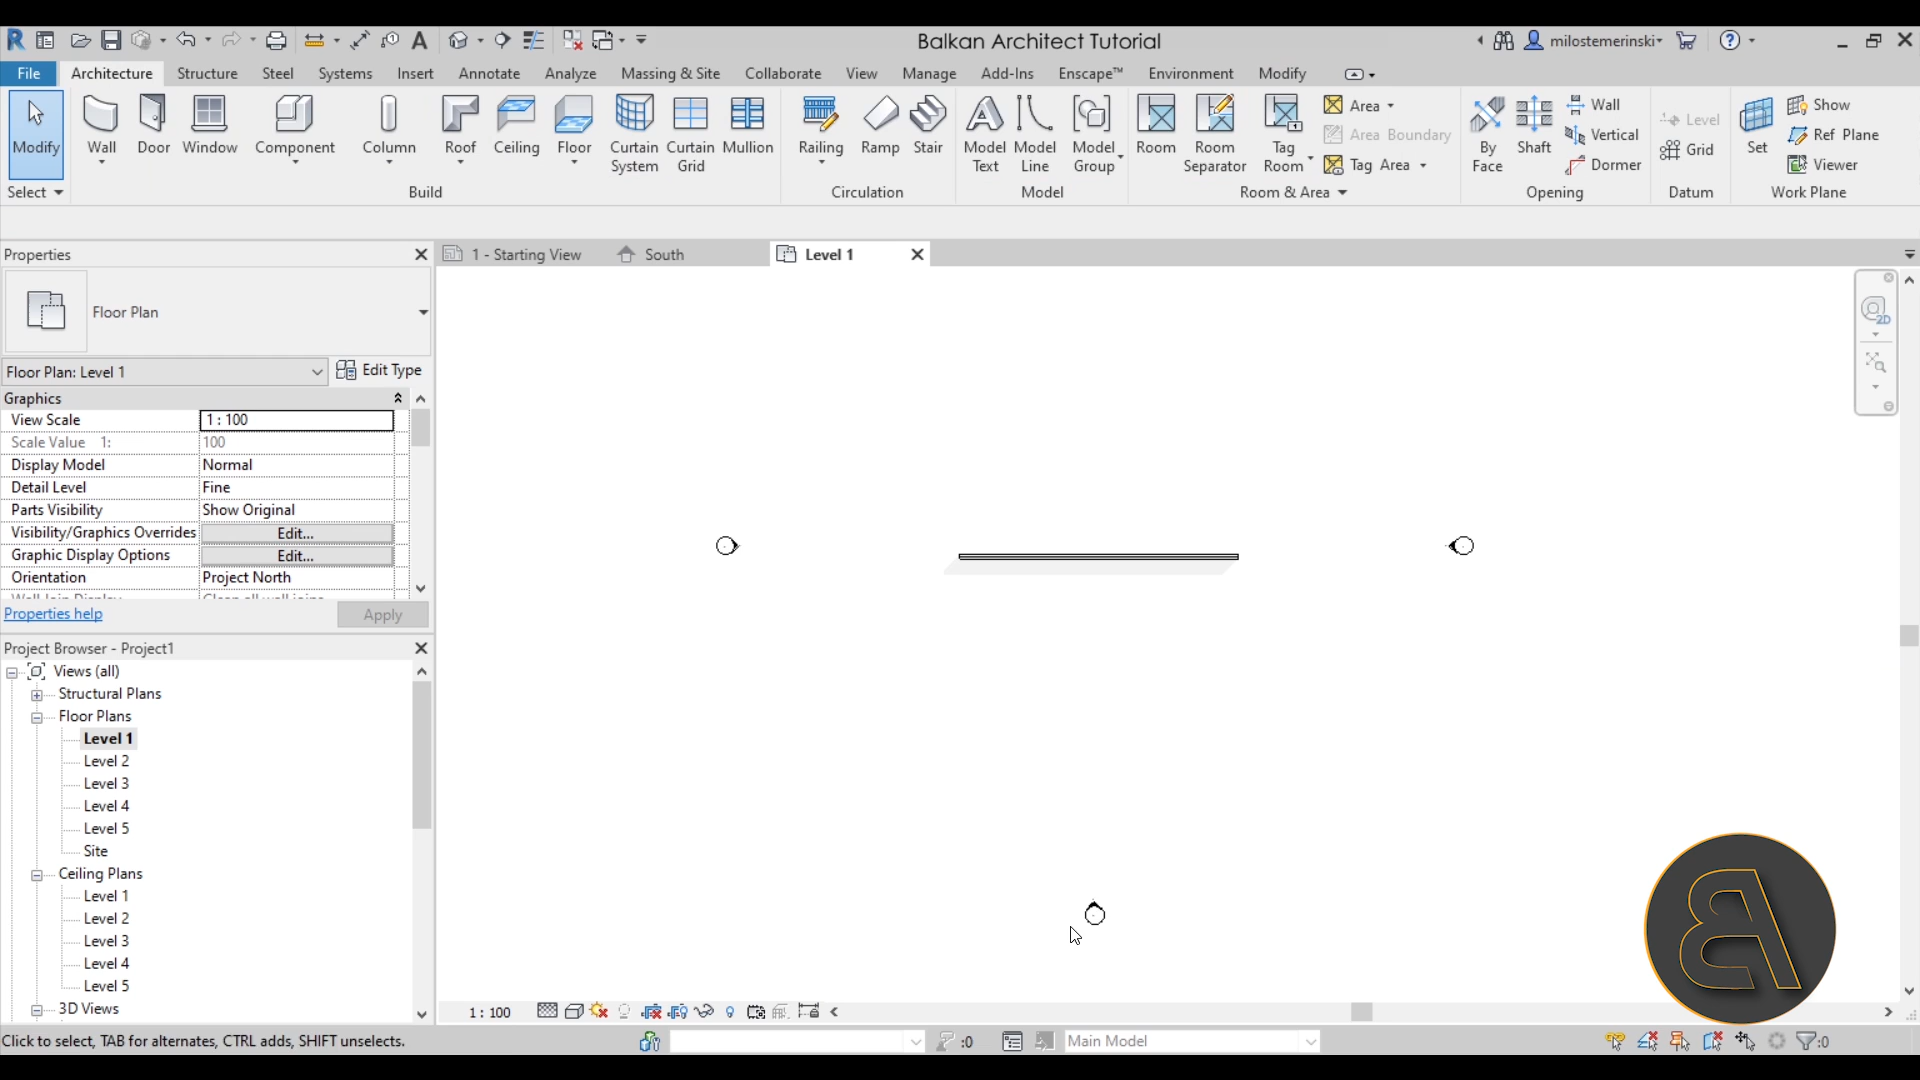 Balkan Architect Tutorial
milostemerinski
File Architecture Structure Steel Systems Insert Annotate Analyze Massing & Site Collaborate View Manage Add-Ins Enscape™ Environment Modify
Modify
Wall
Door
Window
Component
Column
Roof
Ceiling
Floor
Curtain System
Curtain Grid
Mullion
Railing
Ramp
Stair
Model Text
Model Line
Model Group
Room
Room Separator
Tag Room
Area
Area Boundary
Tag Area
By Face
Shaft
Wall
Vertical
Dormer
Level
Grid
Set
Show
Ref Plane
Viewer
Select Build Circulation Model Room & Area Opening Datum Work Plane
Properties
1 - Starting View
South
Level 1
2D
Floor Plan
Floor Plan: Level 1
Edit Type
Graphics
View Scale 1 : 100
Scale Value 1: 100
Display Model Normal
Detail Level Fine
Parts Visibility Show Original
Visibility/Graphics Overrides Edit...
Graphic Display Options Edit...
Orientation Project North
Properties help
Apply
Project Browser - Project1
Views (all)
Structural Plans
Floor Plans
Level 1
Level 2
Level 3
Level 4
Level 5
Site
Ceiling Plans
Level 1
Level 2
Level 3
Level 4
Level 5
3D Views
1 : 100
Click to select, TAB for alternates, CTRL adds, SHIFT unselects.
:0
Main Model
:0